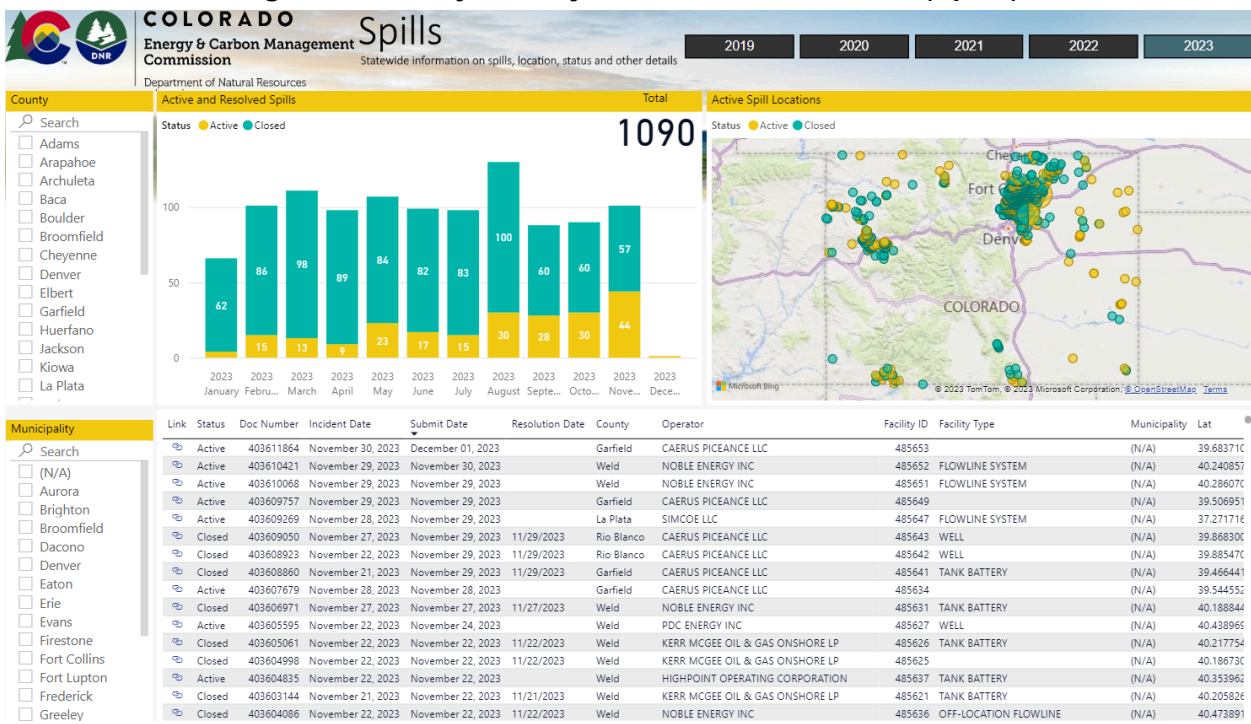 COLORADO
Energy & Carbon Management
Commission
Department of Natural Resources
DNR
Spills
Statewide information on spills, location, status and other details
2019 2020 2021 2022 2023
County
Search
Adams
Arapahoe
Archuleta
Baca
Boulder
Broomfield
Cheyenne
Denver
Elbert
Garfield
Huerfano
Jackson
Kiowa
La Plata
Active and Resolved Spills Total
Status Active Closed
1090
100
50
0
62
86 15
98 13
89 9
84 23
82 17
83 15
100 30
60 28
60 30
57 44
2023 2023 2023 2023 2023 2023 2023 2023 2023 2023 2023 2023
January Febru... March April May June July August Septe... Octo... Nove... Dece...
Active Spill Locations
Status Active Closed
Fort
COLORADO
Microsoft Bing
© 2023 TomTom, © 2023 Microsoft Corporation, © OpenStreetMap Terms
Municipality
Search
(N/A)
Aurora
Brighton
Broomfield
Dacono
Denver
Eaton
Erie
Evans
Firestone
Fort Collins
Fort Lupton
Frederick
Greeley
Link Status Doc Number Incident Date Submit Date Resolution Date County Operator Facility ID Facility Type Municipality Lat
Active 403611864 November 30, 2023 December 01, 2023 Garfield CAERUS PICEANCE LLC 485653 (N/A) 39.683710
Active 403610421 November 29, 2023 November 30, 2023 Weld NOBLE ENERGY INC 485652 FLOWLINE SYSTEM (N/A) 40.240857
Active 403610068 November 29, 2023 November 29, 2023 Weld NOBLE ENERGY INC 485651 FLOWLINE SYSTEM (N/A) 40.286070
Active 403609757 November 29, 2023 November 29, 2023 Garfield CAERUS PICEANCE LLC 485649 (N/A) 39.506951
Active 403609269 November 28, 2023 November 29, 2023 La Plata SIMCOE LLC 485647 FLOWLINE SYSTEM (N/A) 37.271716
Closed 403609050 November 27, 2023 November 29, 2023 11/29/2023 Rio Blanco CAERUS PICEANCE LLC 485643 WELL (N/A) 39.868300
Closed 403608923 November 22, 2023 November 29, 2023 11/29/2023 Rio Blanco CAERUS PICEANCE LLC 485642 WELL (N/A) 39.885470
Closed 403608860 November 21, 2023 November 29, 2023 11/29/2023 Garfield CAERUS PICEANCE LLC 485641 TANK BATTERY (N/A) 39.466441
Active 403607679 November 28, 2023 November 28, 2023 Garfield CAERUS PICEANCE LLC 485634 (N/A) 39.544552
Closed 403606971 November 27, 2023 November 27, 2023 11/27/2023 Weld NOBLE ENERGY INC 485631 TANK BATTERY (N/A) 40.188844
Active 403605595 November 22, 2023 November 24, 2023 Weld PDC ENERGY INC 485627 WELL (N/A) 40.438969
Closed 403605061 November 22, 2023 November 22, 2023 11/22/2023 Weld KERR MCGEE OIL & GAS ONSHORE LP 485626 TANK BATTERY (N/A) 40.217754
Closed 403604998 November 22, 2023 November 22, 2023 11/22/2023 Weld KERR MCGEE OIL & GAS ONSHORE LP 485625 (N/A) 40.186730
Active 403604835 November 22, 2023 November 22, 2023 Weld HIGHPOINT OPERATING CORPORATION 485637 TANK BATTERY (N/A) 40.353962
Closed 403603144 November 21, 2023 November 22, 2023 11/21/2023 Weld KERR MCGEE OIL & GAS ONSHORE LP 485621 TANK BATTERY (N/A) 40.205826
Closed 403604086 November 22, 2023 November 22, 2023 11/22/2023 Weld NOBLE ENERGY INC 485636 OFF-LOCATION FLOWLINE (N/A) 40.473891